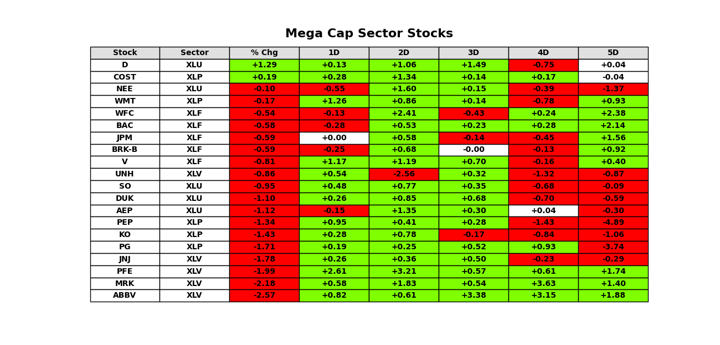 Mega Cap Sector Stocks
Stock Sector % Chg 1D 2D 3D 4D 5D
D XLU +1.29 +0.13 +1.06 +1.49 -0.75 +0.04
COST XLP +0.19 +0.28 +1.34 +0.14 +0.17 -0.04
NEE XLU -0.10 -0.55 +1.60 +0.15 -0.39 -1.37
WMT XLP -0.17 +1.26 +0.86 +0.14 -0.78 +0.93
WFC XLF -0.54 -0.13 +2.41 -0.43 +0.24 +2.38
BAC XLF -0.58 -0.28 +0.53 +0.23 +0.28 +2.14
JPM XLF -0.59 +0.00 +0.58 -0.14 -0.45 +1.56
BRK-B XLF -0.59 -0.25 +0.68 -0.00 -0.13 +0.92
V XLF -0.81 +1.17 +1.19 +0.70 -0.16 +0.40
UNH XLV -0.86 +0.54 -2.56 +0.32 -1.32 -0.67
SO XLU -0.95 +0.48 +0.77 +0.35 -0.68 -0.09
DUK XLU -1.10 +0.26 +0.85 +0.68 -0.70 -0.59
AEP XLU -1.12 -0.15 +1.35 +0.30 +0.04 -0.30
PEP XLP -1.34 +0.95 +0.41 +0.28 -1.43 -4.69
KO XLP -1.43 +0.28 +0.78 -0.17 -0.84 -1.06
PG XLP -1.71 +0.19 +0.25 +0.52 +0.93 -3.74
JNJ XLV -1.78 +0.26 +0.36 +0.50 -0.23 -0.29
PFE XLV -1.99 +2.61 +3.21 +0.57 +0.61 +1.74
MRK XLV -2.18 +0.58 +1.83 +0.54 +3.63 +1.40
ABBV XLV -2.57 +0.82 +0.61 +3.38 +3.15 +1.88